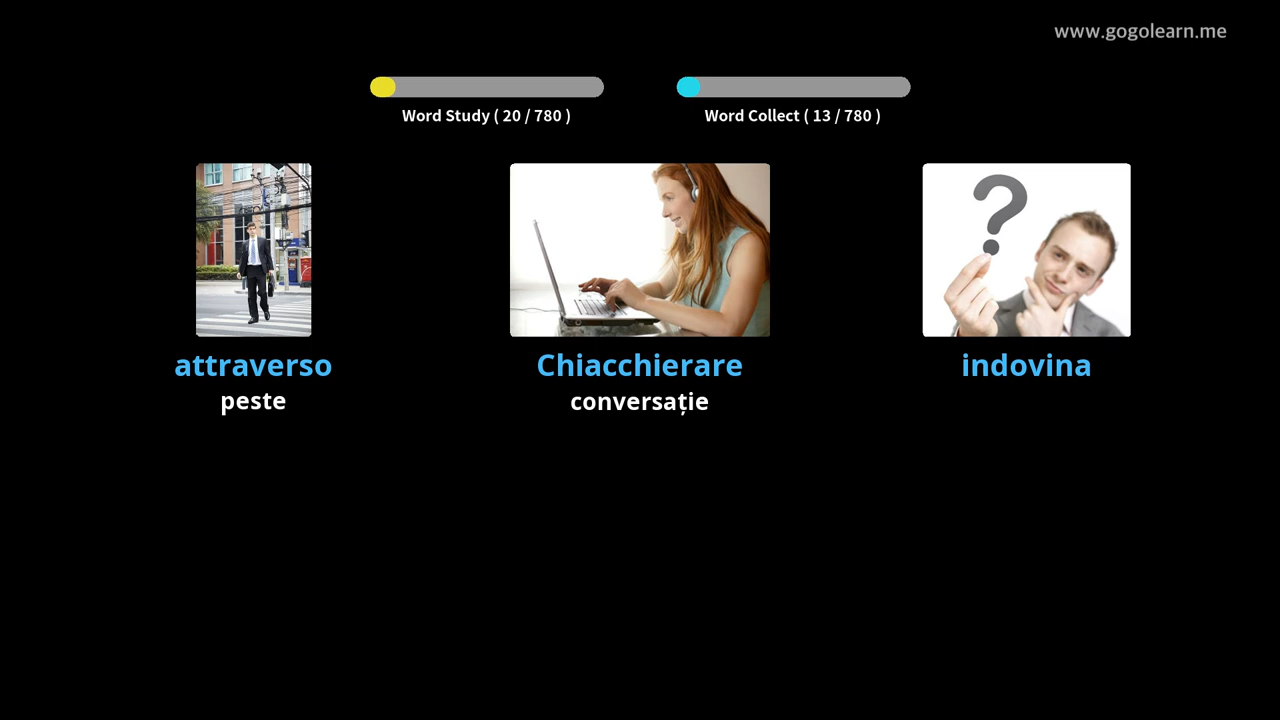 www.gogolearn.me
Word Study ( 20 / 780 )
Word Collect ( 13 / 780 )
attraverso
Chiacchierare
indovina
peste
conversație